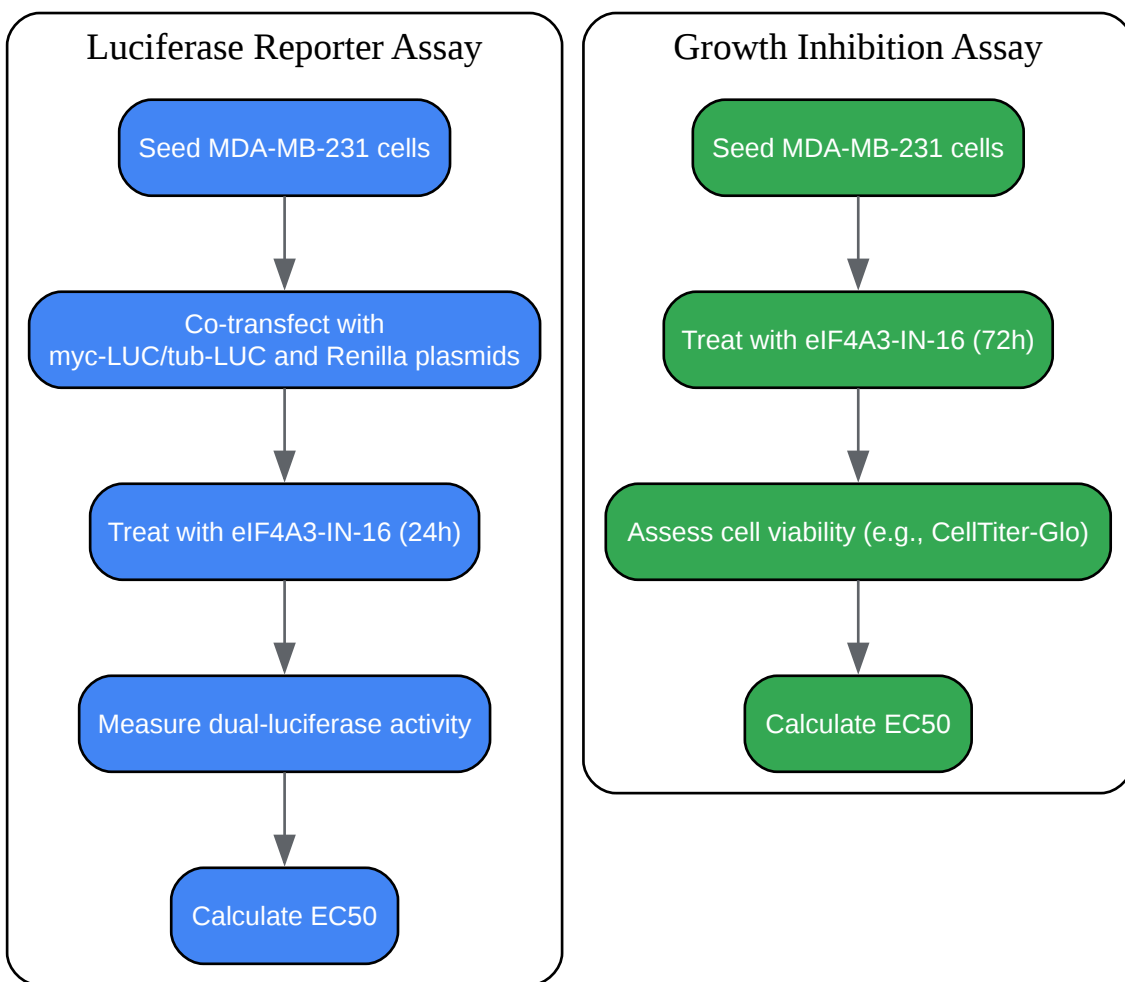 Luciferase Reporter Assay
Seed MDA-MB-231 cells
Co-transfect with
myc-LUC/tub-LUC and Renilla plasmids
Treat with eIF4A3-IN-16 (24h)
Measure dual-luciferase activity
Calculate EC50
Growth Inhibition Assay
Seed MDA-MB-231 cells
Treat with eIF4A3-IN-16 (72h)
Assess cell viability (e.g., CellTiter-Glo)
Calculate EC50